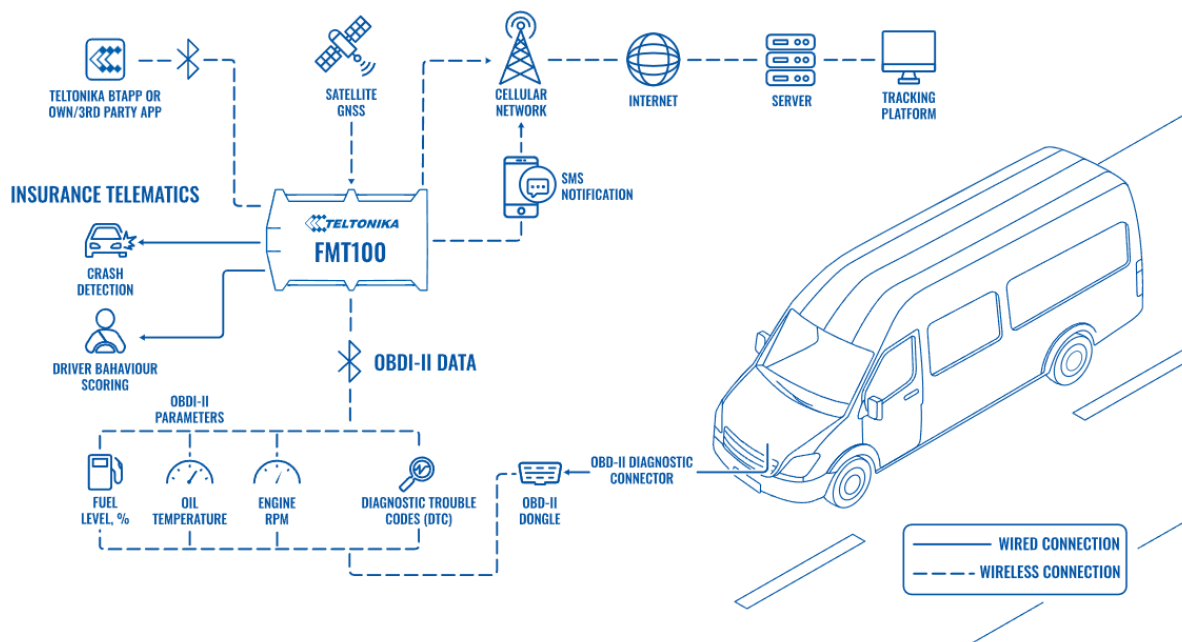 TELTONIKA BTAPP OR
OWN/3RD PARTY APP
SATELLITE
GNSS
CELLULAR
NETWORK
INTERNET
SERVER
TRACKING
PLATFORM
SMS
NOTIFICATION
INSURANCE TELEMATICS
TELTONIKA
FMT100
CRASH
DETECTION
DRIVER BAHAVIOUR
SCORING
OBDI-II DATA
OBDI-II
PARAMETERS
FUEL
LEVEL, %
OIL
TEMPERATURE
ENGINE
RPM
DIAGNOSTIC TROUBLE
CODES (DTC)
OBD-II
DONGLE
OBD-II DIAGNOSTIC
CONNECTOR
WIRED CONNECTION
WIRELESS CONNECTION